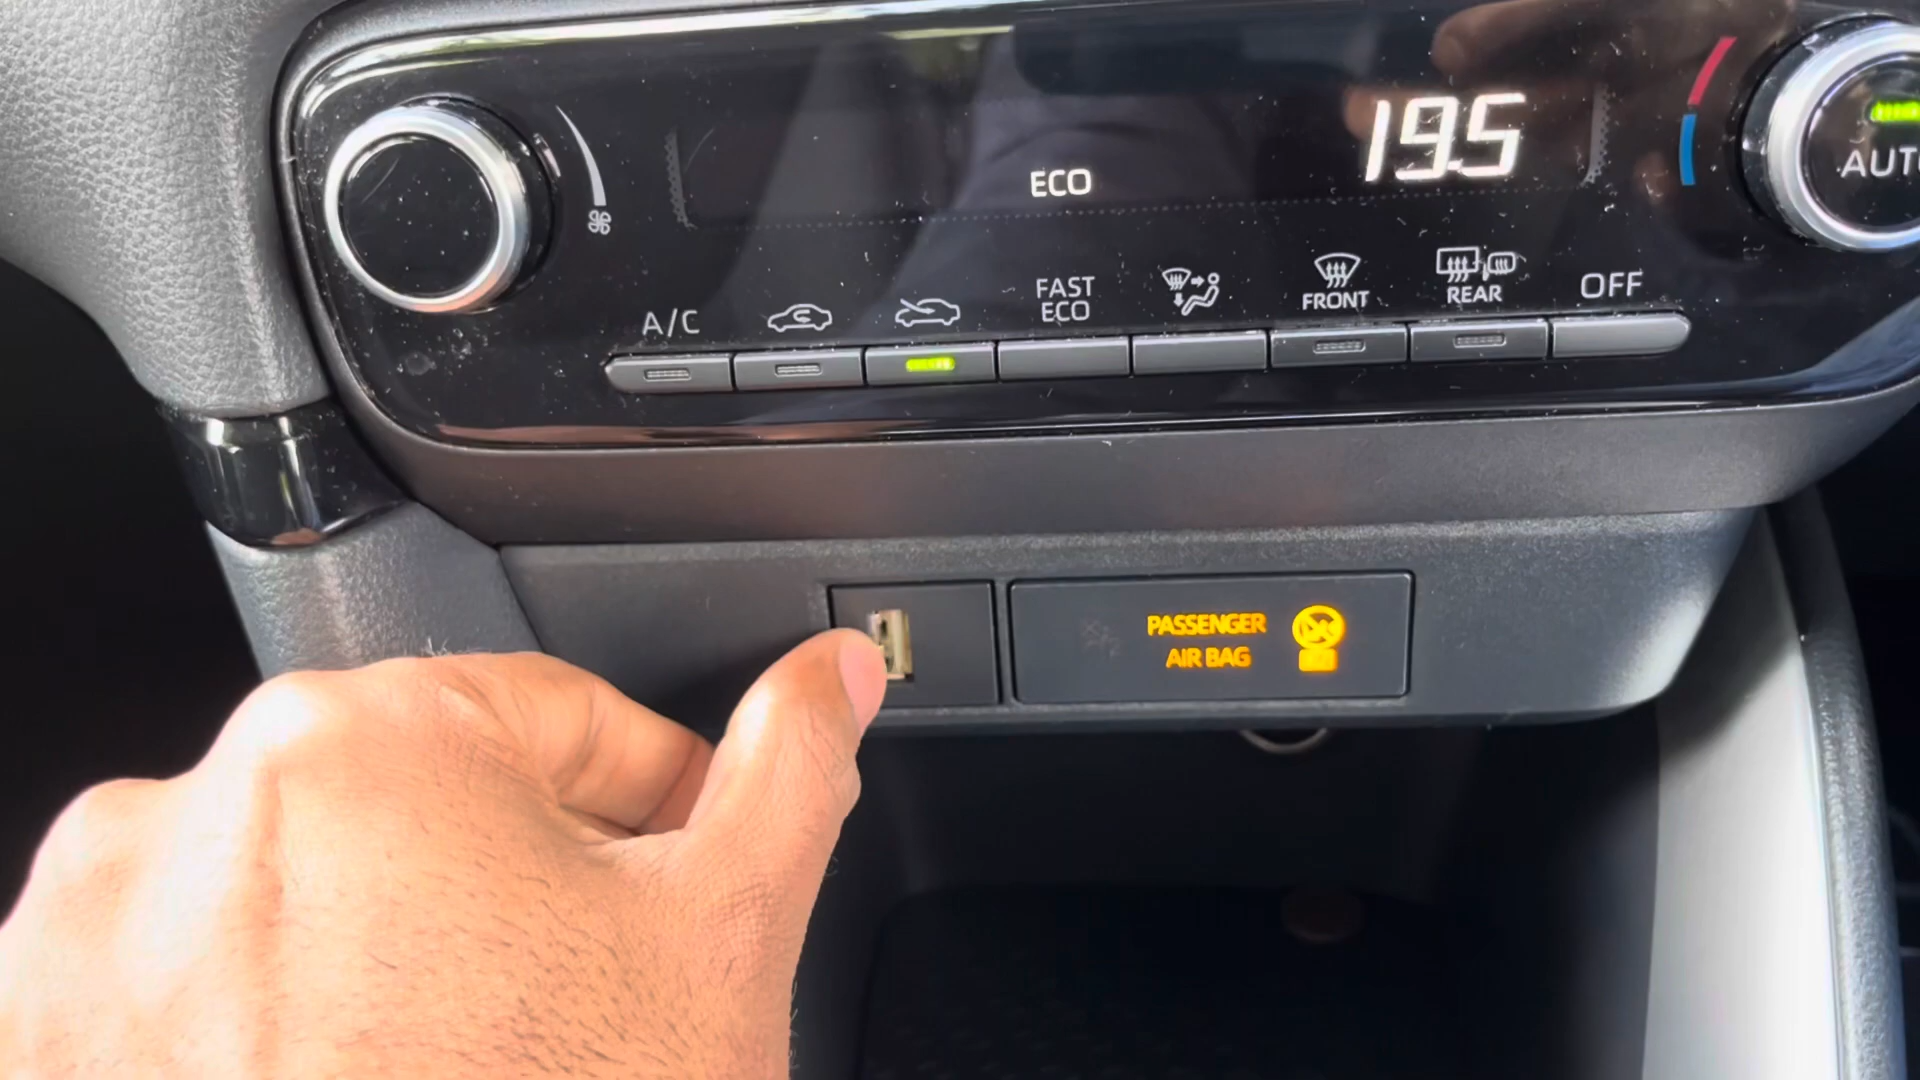 19.5
ECO
AUTO
A/C
FAST
ECO
FRONT
REAR
OFF
PASSENGER
AIR BAG